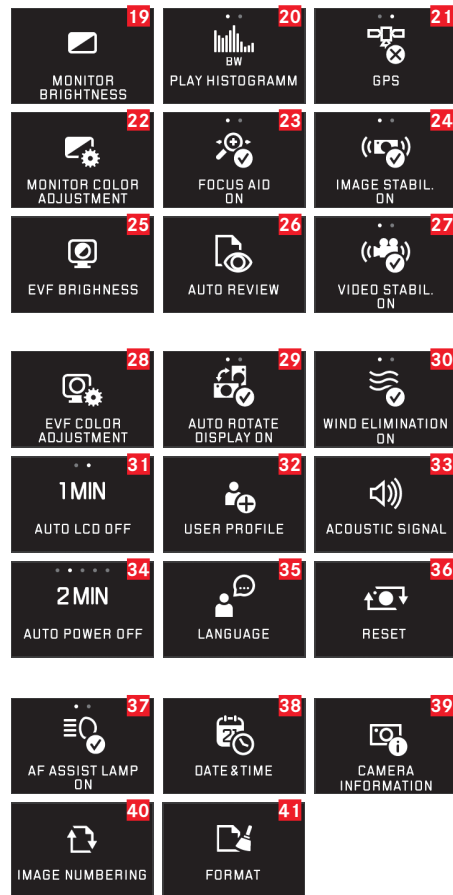 19
MONITOR
BRIGHTNESS
20
BW
PLAY HISTOGRAMM
21
GPS
22
MONITOR COLOR
ADJUSTMENT
23
FOCUS AID
ON
24
IMAGE STABIL.
ON
25
EVF BRIGHNESS
26
AUTO REVIEW
27
VIDEO STABIL.
ON
28
EVF COLOR
ADJUSTMENT
29
AUTO ROTATE
DISPLAY ON
30
WIND ELIMINATION
ON
31
1 MIN
AUTO LCD OFF
32
USER PROFILE
33
ACOUSTIC SIGNAL
34
2 MIN
AUTO POWER OFF
35
LANGUAGE
36
RESET
37
AF ASSIST LAMP
ON
38
27
DATE & TIME
39
CAMERA
INFORMATION
40
IMAGE NUMBERING
41
FORMAT